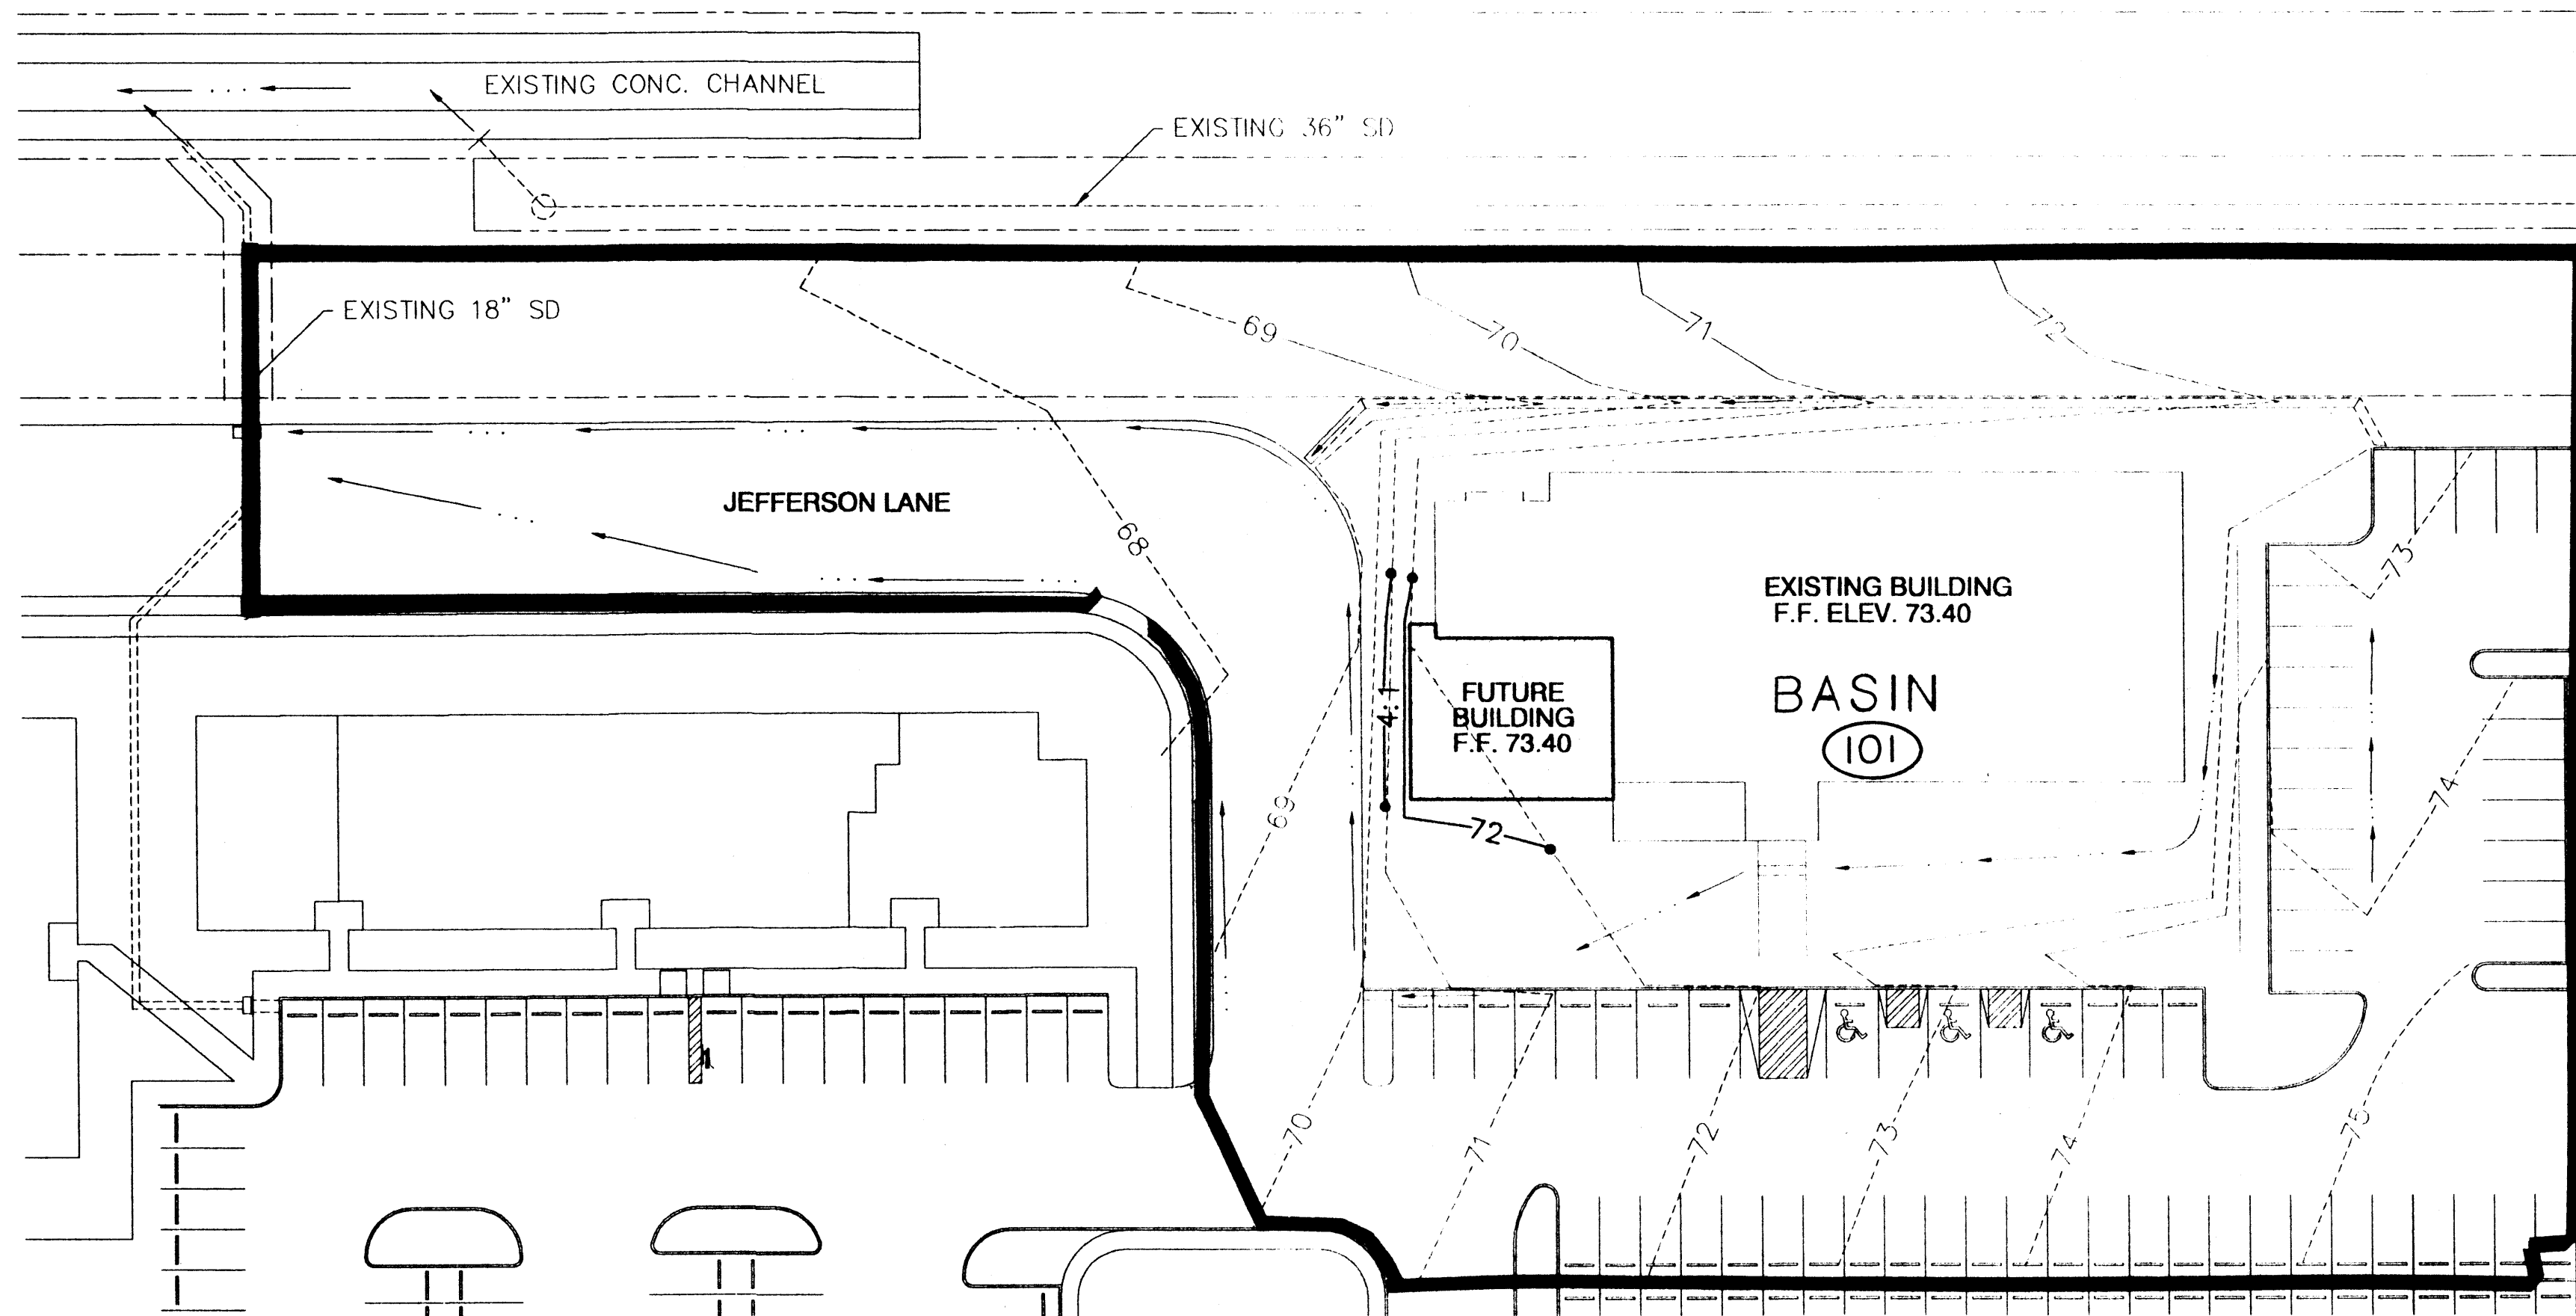 EXISTING CONC. CHANNEL
EXISTING 36" SD
EXISTING 18" SD
69
70
71
72
JEFFERSON LANE
68
73
EXISTING BUILDING
F.F. ELEV. 73.40
BASIN
101
FUTURE
BUILDING
F.F. 73.40
4:1
69
72
74
70
71
72
73
74
75